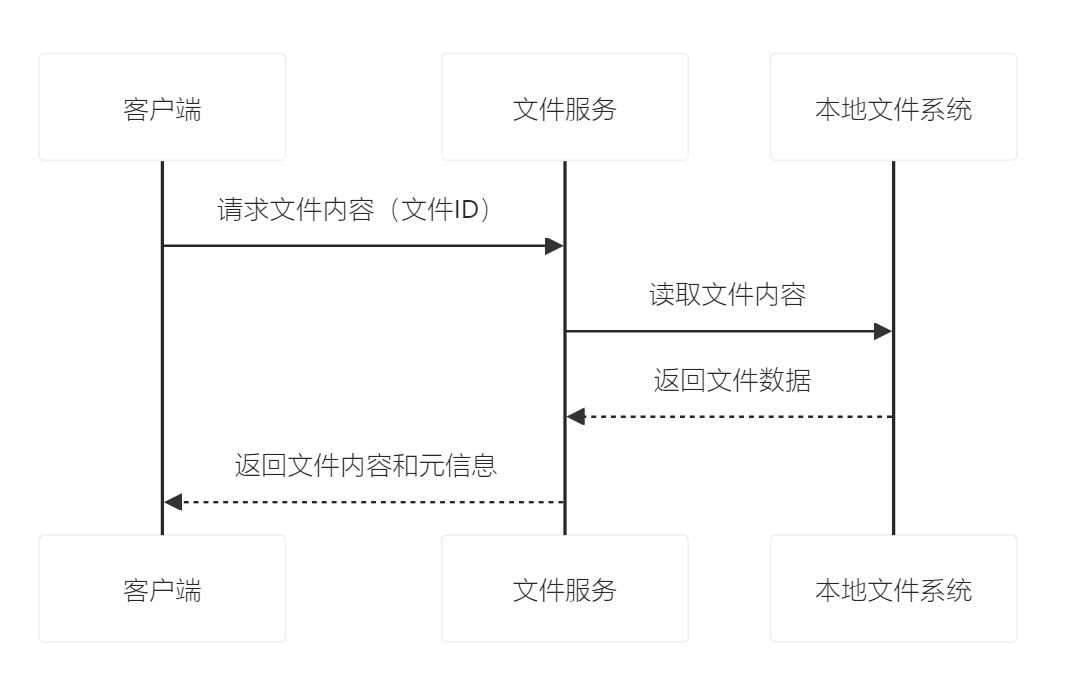 客户端
文件服务
本地文件系统
请求文件内容（文件ID）
读取文件内容
返回文件数据
返回文件内容和元信息
客户端
文件服务
本地文件系统